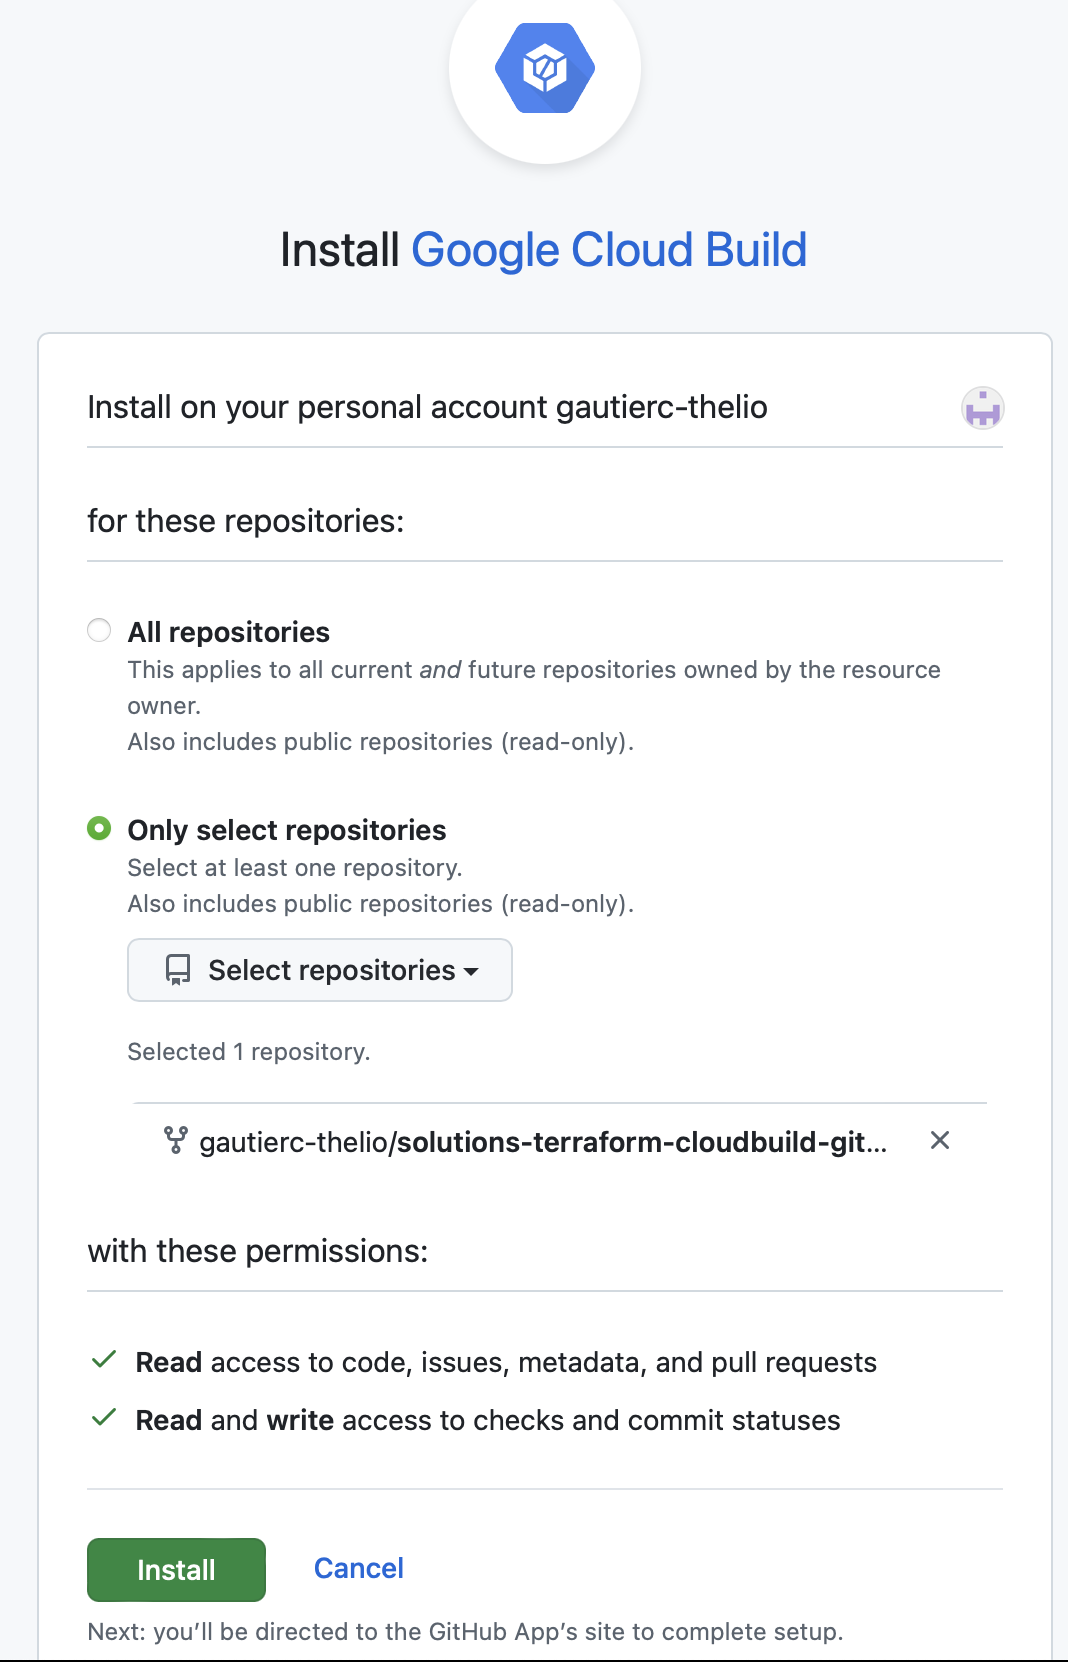 Install Google Cloud Build
Install on your personal account gautierc-thelio
for these repositories:
All repositories
This applies to all current and future repositories owned by the resource
owner.
Also includes public repositories (read-only).
Only select repositories
Select at least one repository.
Also includes public repositories (read-only).
Select repositories
Selected 1 repository.
gautierc-thelio/solutions-terraform-cloudbuild-git...
with these permissions:
Read access to code, issues, metadata, and pull requests
Read and write access to checks and commit statuses
Install Cancel
Next: you’ll be directed to the GitHub App’s site to complete setup.